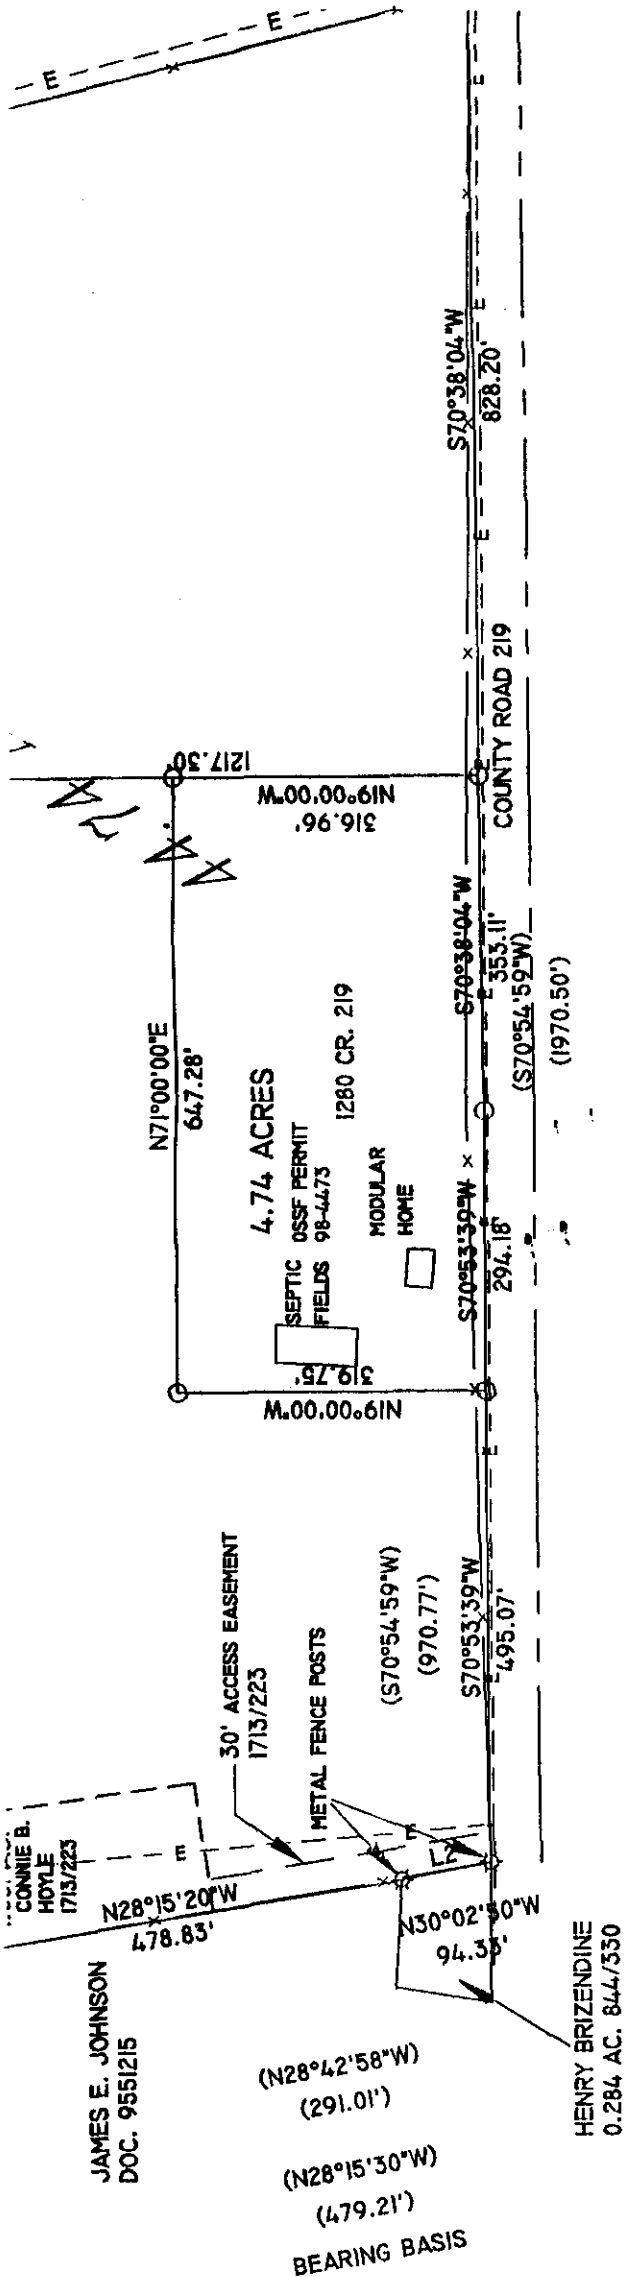 E
E
E
S70°38'04"W
828.20'
E
E
COUNTY ROAD 219
1217.30'
N19°00'00"W
316.96'
E
N71°00'00"E
647.28'
4.74 ACRES
1280 CR. 219
SEPTIC OSSF PERMIT
FIELDS 98-4473
MODULAR
HOME
S70°38'04"W
353.11'
E
(S70°54'59"W)
(1970.50')
S70°53'39"W
294.18'
E
319.75'
N19°00'00"W
E
30' ACCESS EASEMENT
1713/223
METAL FENCE POSTS
(S70°54'59"W)
(970.77')
S70°53'39"W
495.07'
CONNIE B.
HOYLE
1713/223
E
E
L2
N28°15'20"W
478.83'
N30°02'30"W
94.33'
JAMES E. JOHNSON
DOC. 9551215
HENRY BRIZENDINE
0.284 AC. 844/330
(N28°42'58"W)
(291.01')
(N28°15'30"W)
(479.21')
BEARING BASIS